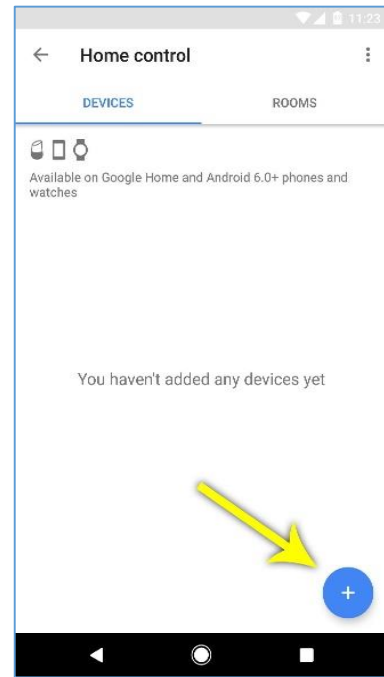 11:23
Home control
DEVICES
ROOMS
Available on Google Home and Android 6.0+ phones and
watches
You haven't added any devices yet
+